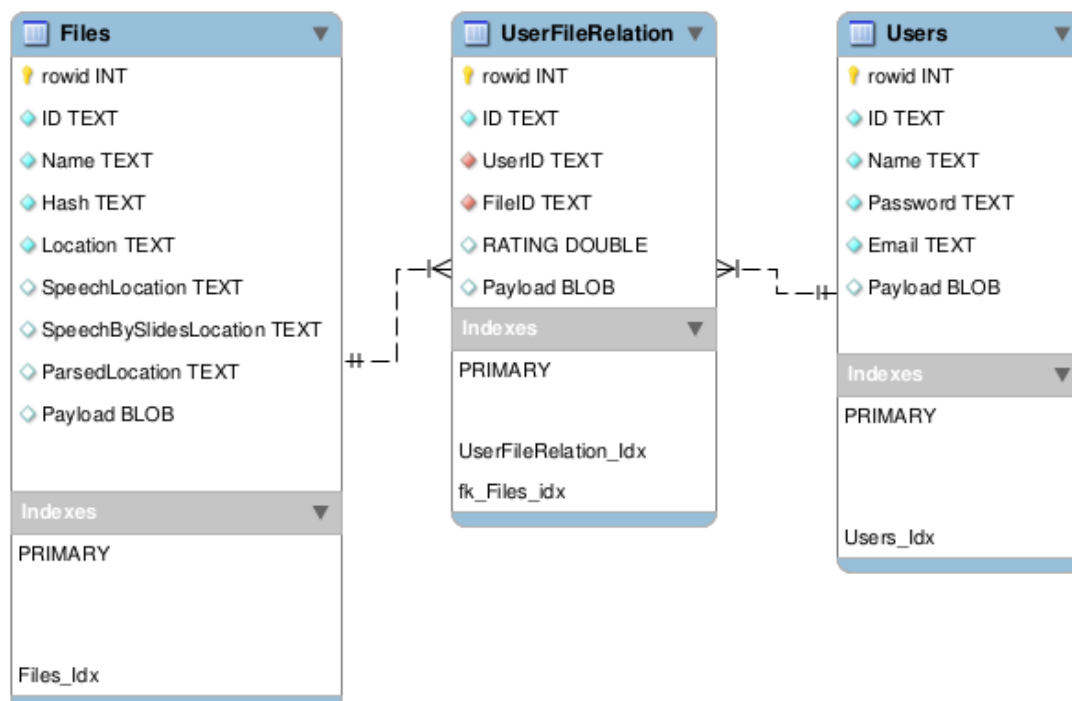 Files
rowid INT
ID TEXT
Name TEXT
Hash TEXT
Location TEXT
SpeechLocation TEXT
SpeechBySlidesLocation TEXT
ParsedLocation TEXT
Payload BLOB
Indexes
PRIMARY
Files_Idx
UserFileRelation
rowid INT
ID TEXT
UserID TEXT
FileID TEXT
RATING DOUBLE
Payload BLOB
Indexes
PRIMARY
UserFileRelation_Idx
fk_Files_idx
Users
rowid INT
ID TEXT
Name TEXT
Password TEXT
Email TEXT
Payload BLOB
Indexes
PRIMARY
Users_Idx